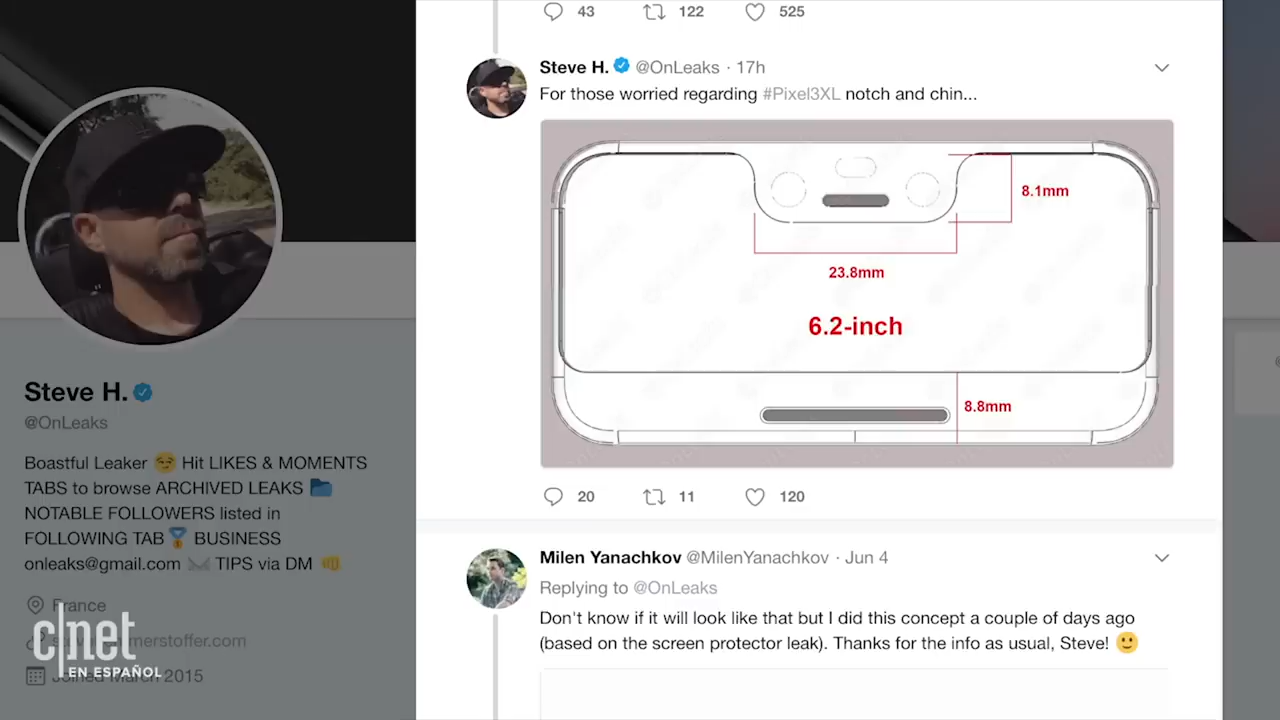 43 122 525
Steve H. @OnLeaks · 17h
For those worried regarding #Pixel3XL notch and chin...
8.1mm
23.8mm
6.2-inch
8.8mm
20 11 120
Milen Yanachkov @MilenYanachkov · Jun 4
Replying to @OnLeaks
Don't know if it will look like that but I did this concept a couple of days ago
(based on the screen protector leak). Thanks for the info as usual, Steve! 🙂
Steve H.
@OnLeaks
Boastful Leaker 😏 Hit LIKES & MOMENTS
TABS to browse ARCHIVED LEAKS 📁
NOTABLE FOLLOWERS listed in
FOLLOWING TAB 🏅 BUSINESS
onleaks@gmail.com ✉️ TIPS via DM 👊
France
Joined March 2015
c|net
EN ESPAÑOL